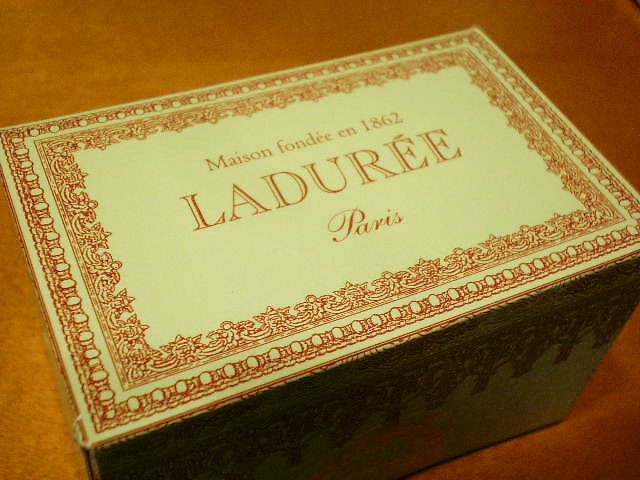 Maison fondée en 1862
LADURÉE
Paris